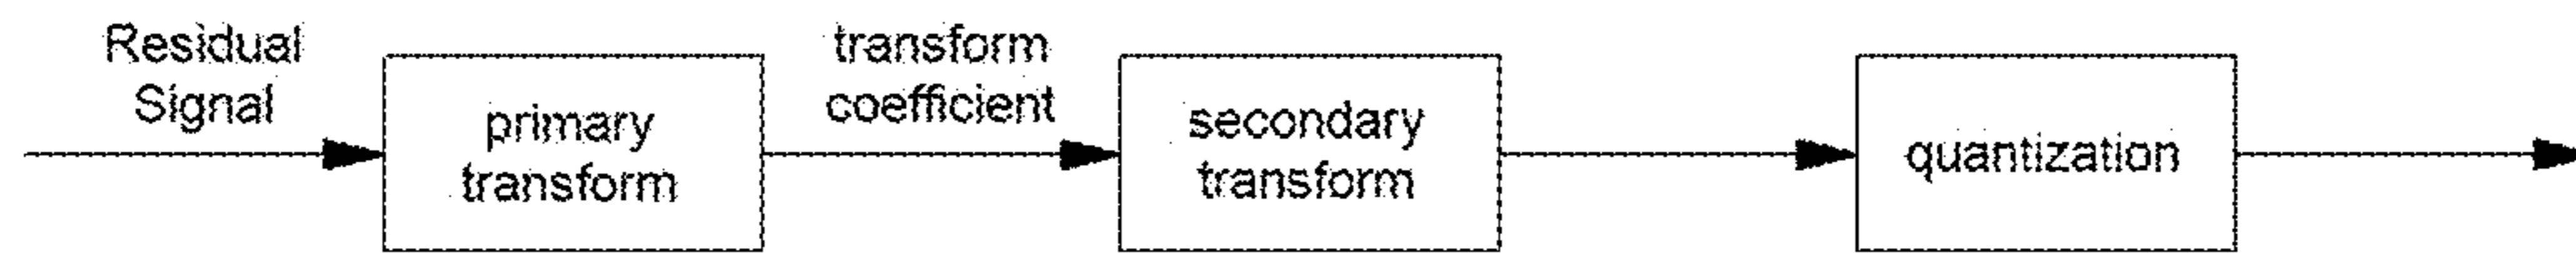 Residual
Signal
primary
transform
transform
coefficient
secondary
transform
quantization